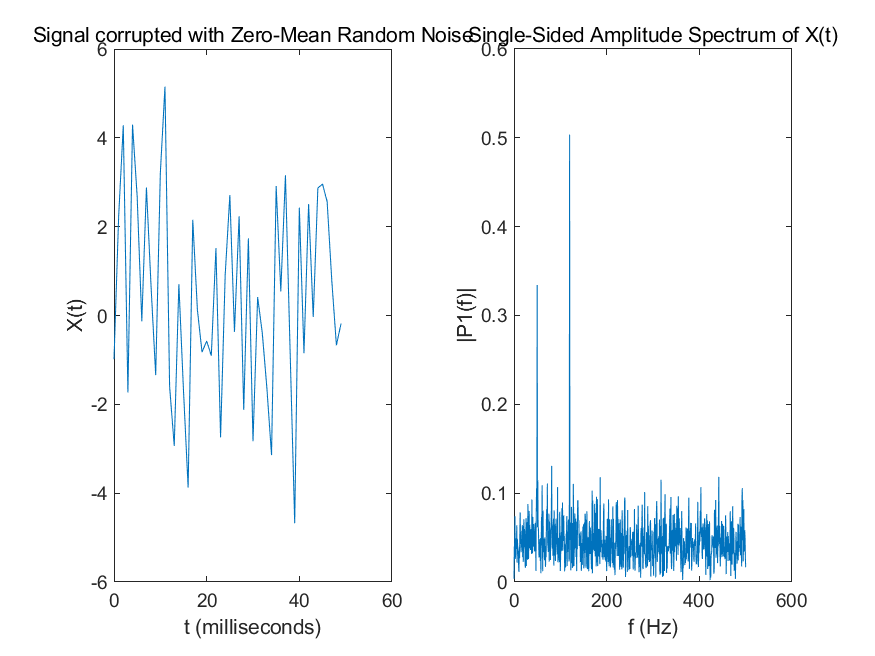 Signal corrupted with Zero-Mean Random Noise
6
4
2
0
-2
-4
-6
0 20 40 60
t (milliseconds)
X(t)
Single-Sided Amplitude Spectrum of X(t)
0.6
0.5
0.4
0.3
0.2
0.1
0
0 200 400 600
f (Hz)
|P1(f)|